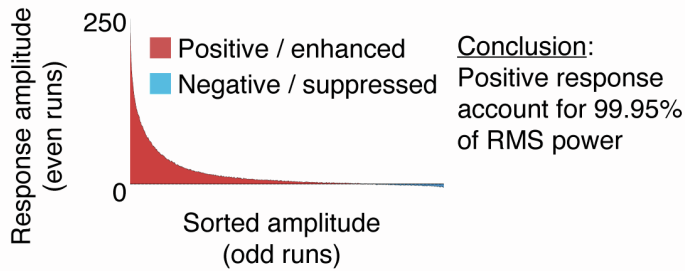 250
0
Response amplitude
(even runs)
Positive / enhanced
Negative / suppressed
Sorted amplitude
(odd runs)
Conclusion:
Positive response
account for 99.95%
of RMS power